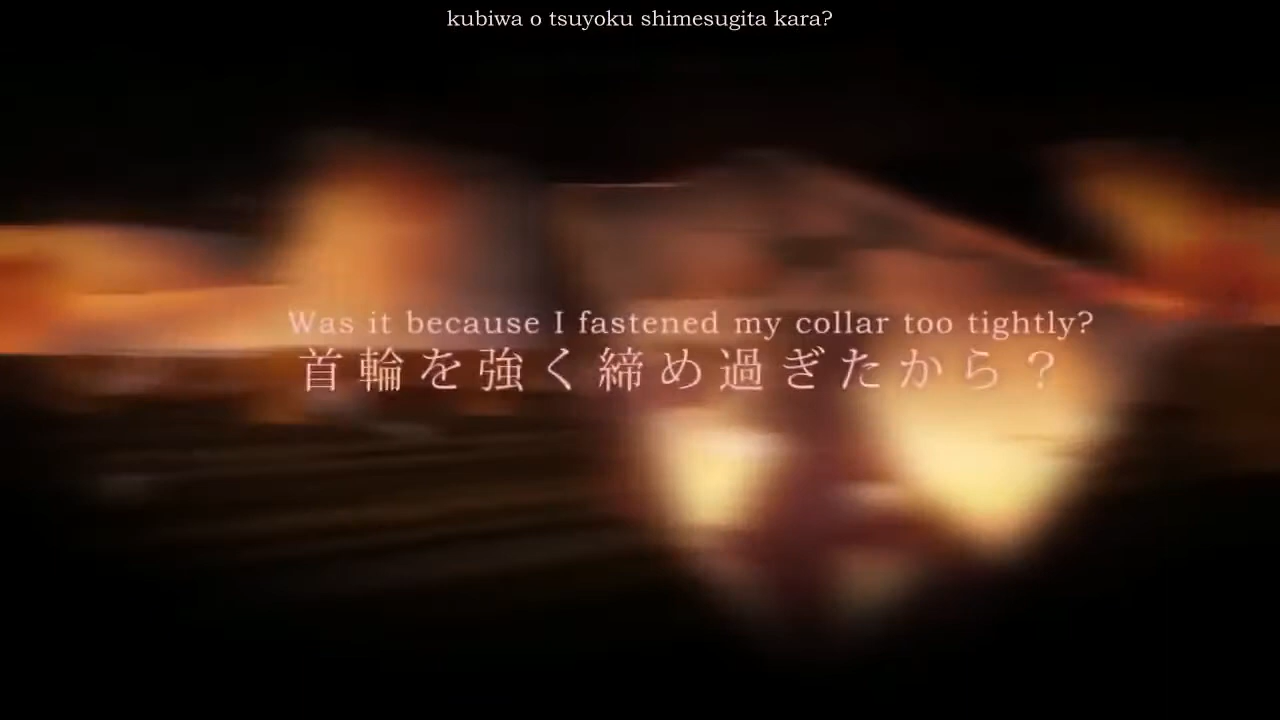 kubiwa o tsuyoku shimesugita kara?
Was it because I fastened my collar too tightly?
首輪を強く締め過ぎたから？